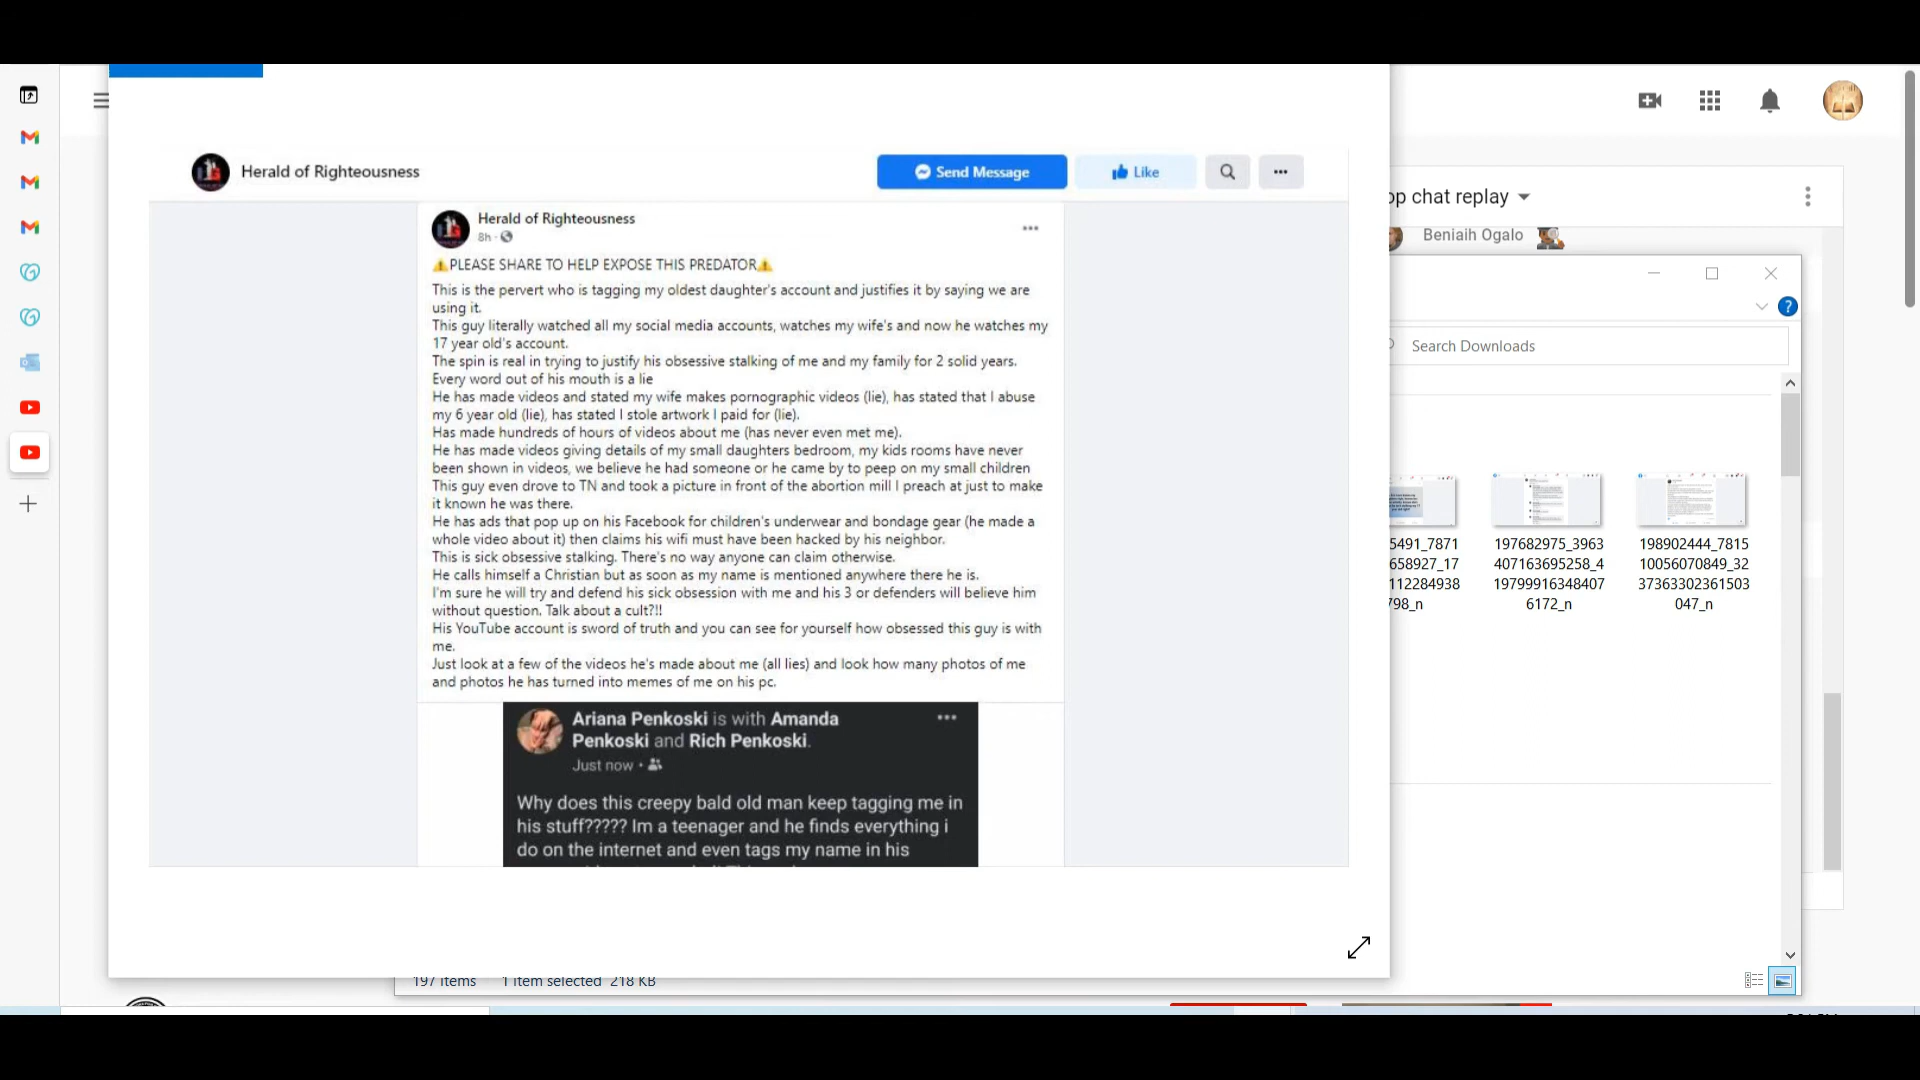 Herald of Righteousness
Send Message
Like
Herald of Righteousness
8h
⚠PLEASE SHARE TO HELP EXPOSE THIS PREDATOR⚠
This is the pervert who is tagging my oldest daughter's account and justifies it by saying we are
using it.
This guy literally watched all my social media accounts, watches my wife's and now he watches my
17 year old's account.
The spin is real in trying to justify his obsessive stalking of me and my family for 2 solid years.
Every word out of his mouth is a lie
He has made videos and stated my wife makes pornographic videos (lie), has stated that I abuse
my 6 year old (lie), has stated I stole artwork I paid for (lie).
Has made hundreds of hours of videos about me (has never even met me).
He has made videos giving details of my small daughters bedroom, my kids rooms have never
been shown in videos, we believe he had someone or he came by to peep on my small children
This guy even drove to TN and took a picture in front of the abortion mill I preach at just to make
it known he was there.
He has ads that pop up on his Facebook for children's underwear and bondage gear (he made a
whole video about it) then claims his wifi must have been hacked by his neighbor.
This is sick obsessive stalking. There's no way anyone can claim otherwise.
He calls himself a Christian but as soon as my name is mentioned anywhere there he is.
I'm sure he will try and defend his sick obsession with me and his 3 or defenders will believe him
without question. Talk about a cult?!!
His YouTube account is sword of truth and you can see for yourself how obsessed this guy is with
me.
Just look at a few of the videos he's made about me (all lies) and look how many photos of me
and photos he has turned into memes of me on his pc.
Ariana Penkoski is with Amanda
Penkoski and Rich Penkoski.
Just now
Why does this creepy bald old man keep tagging me in
his stuff????? Im a teenager and he finds everything i
do on the internet and even tags my name in his
op chat replay
Beniaih Ogalo
Search Downloads
5491_7871
658927_17
112284938
798_n
197682975_3963
407163695258_4
19799916348407
6172_n
198902444_7815
10056070849_32
37363302361503
047_n
197 items 1 item selected 218 KB